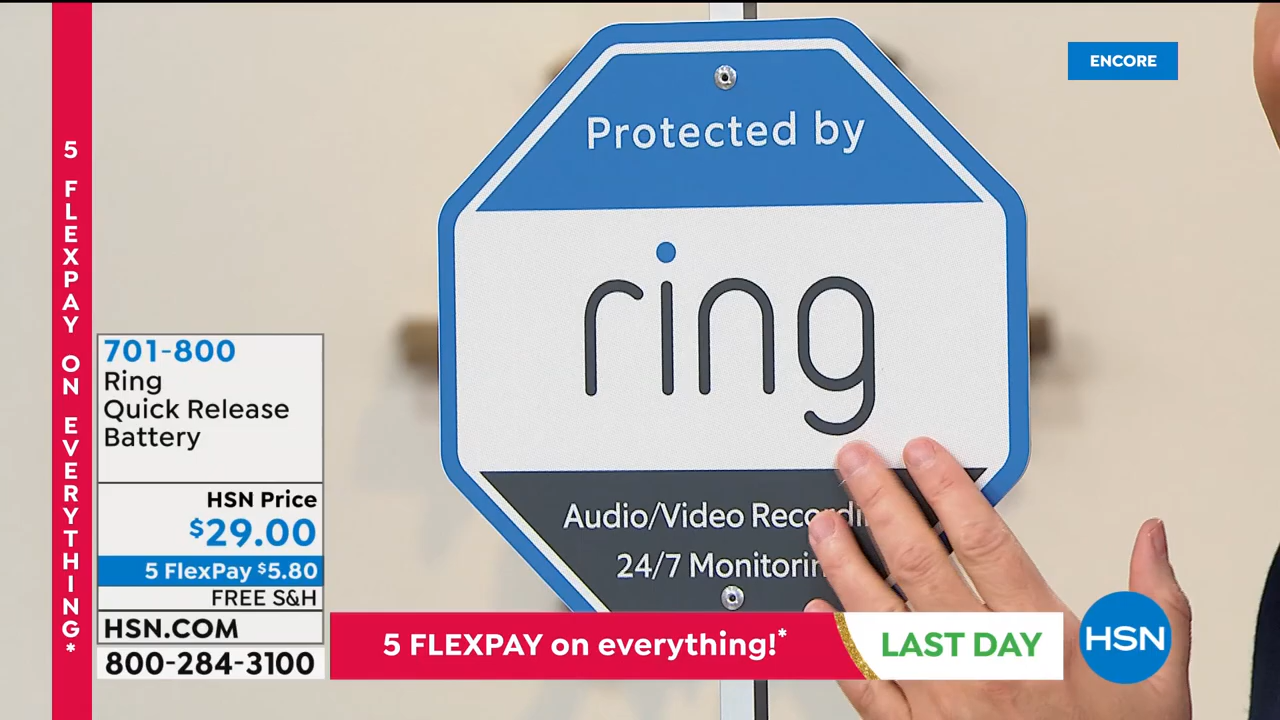 ENCORE
5 FLEXPAY ON EVERYTHING*
Protected by
ring
Audio/Video
24/7
701-800
Ring
Quick Release
Battery
HSN Price
$29.00
5 FlexPay $5.80
FREE S&H
HSN.COM
800-284-3100
5 FLEXPAY on everything!*
LAST DAY
HSN